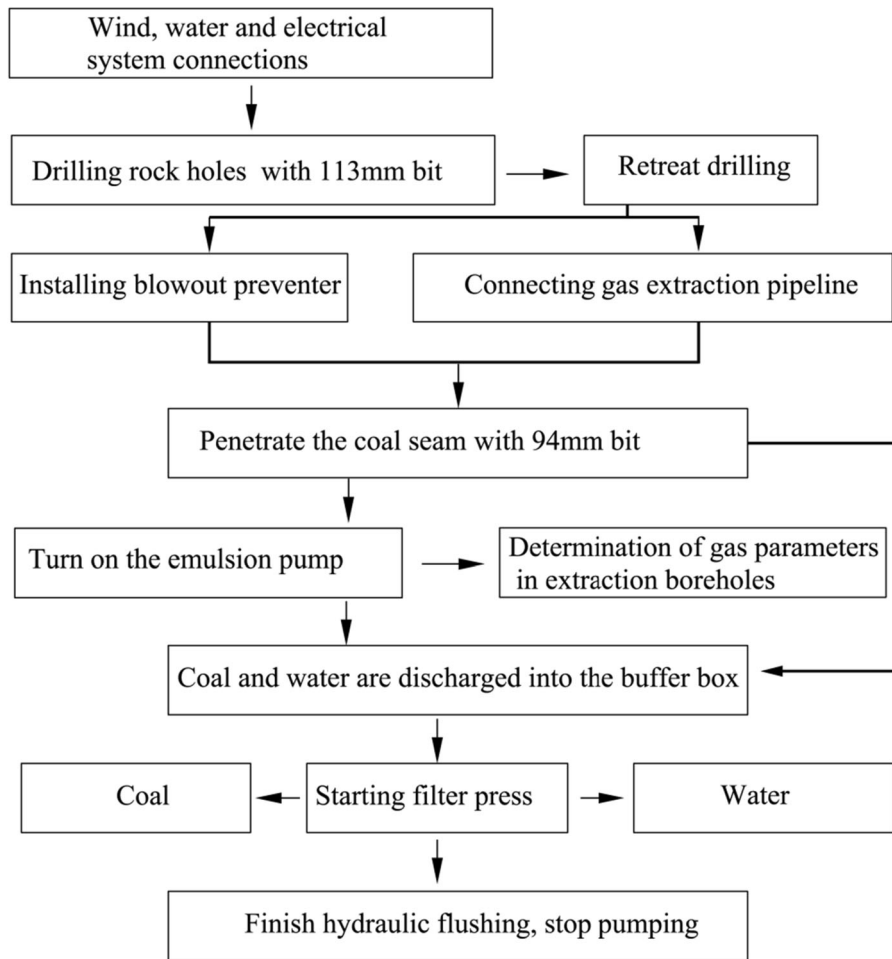 Wind, water and electrical
system connections
Drilling rock holes with 113mm bit
Retreat drilling
Installing blowout preventer
Connecting gas extraction pipeline
Penetrate the coal seam with 94mm bit
Turn on the emulsion pump
Determination of gas parameters
in extraction boreholes
Coal and water are discharged into the buffer box
Coal
Starting filter press
Water
Finish hydraulic flushing, stop pumping